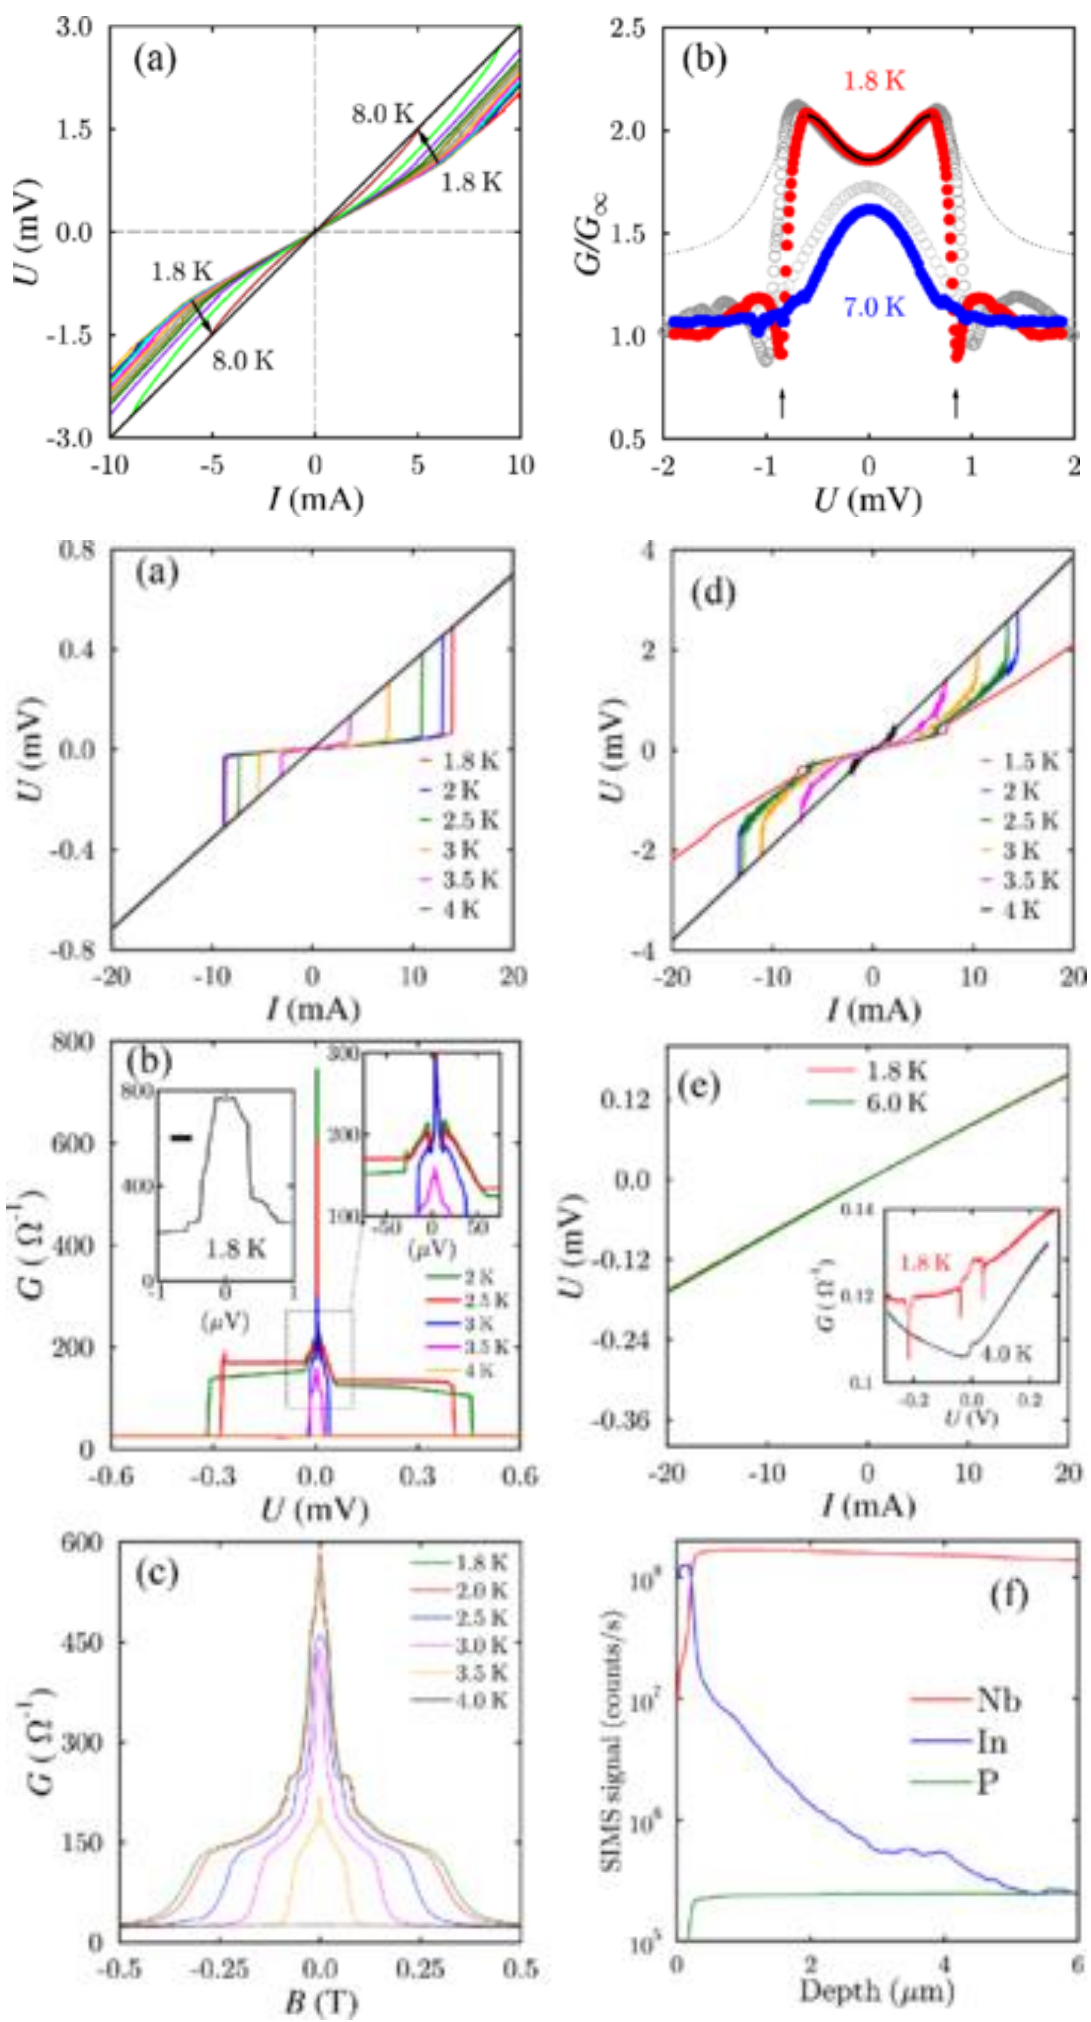 (a)
3.0
1.5
0.0
-1.5
-3.0
U (mV)
8.0 K
1.8 K
1.8 K
8.0 K
-10 -5 0 5 10
I (mA)
(b)
2.5
2.0
1.5
1.0
0.5
G/G∞
1.8 K
7.0 K
-2 -1 0 1 2
U (mV)
(a)
0.8
0.4
0.0
-0.4
-0.8
U (mV)
1.8 K
2 K
2.5 K
3 K
3.5 K
4 K
-20 -10 0 10 20
I (mA)
(d)
4
2
0
-2
-4
U (mV)
1.5 K
2 K
2.5 K
3 K
3.5 K
4 K
-20 -10 0 10 20
I (mA)
(b)
800
600
400
200
0
G ( Ω⁻¹)
800
400
0
1.8 K
-1 0 1
(μV)
300
200
100
-50 0 50
(μV)
2 K
2.5 K
3 K
3.5 K
4 K
-0.6 -0.3 0.0 0.3 0.6
U (mV)
(e)
1.8 K
6.0 K
0.12
0.0
-0.12
-0.24
-0.36
U (mV)
0.14
0.12
0.1
G ( Ω⁻¹)
1.8 K
4.0 K
-0.2 0.0 0.2
U (V)
-20 -10 0 10 20
I (mA)
(c)
600
450
300
150
0
G ( Ω⁻¹)
1.8 K
2.0 K
2.5 K
3.0 K
3.5 K
4.0 K
-0.5 -0.25 0.0 0.25 0.5
B (T)
(f)
10⁸
10⁷
10⁶
10⁵
SIMS signal (counts/s)
Nb
In
P
0 2 4 6
Depth (μm)